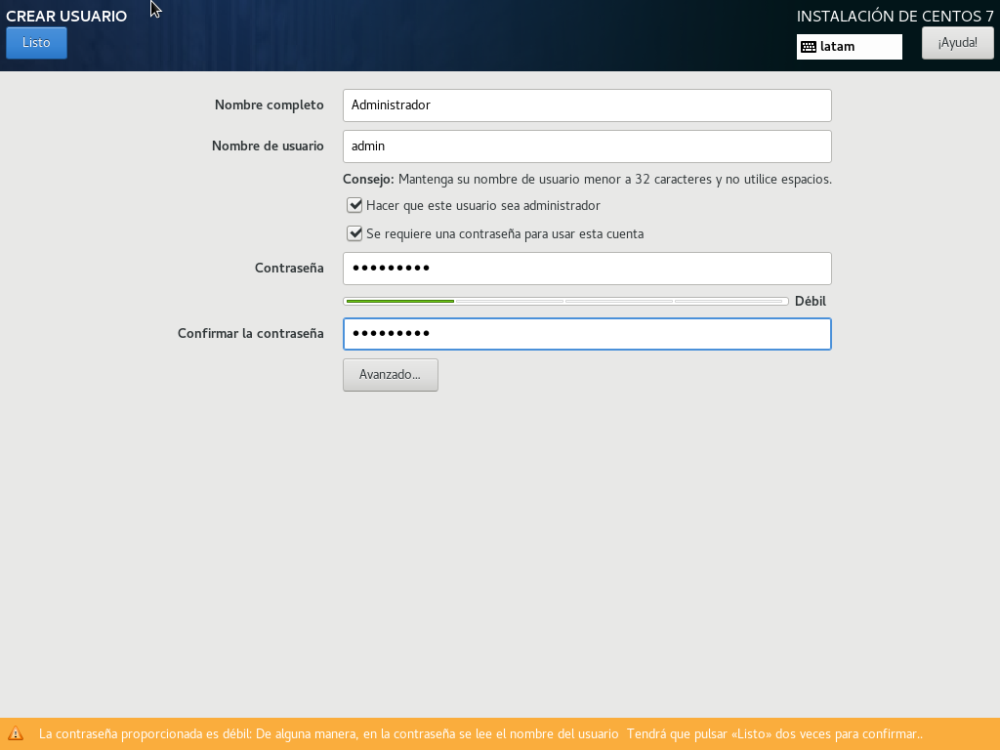 CREAR USUARIO
INSTALACIÓN DE CENTOS 7
Listo
latam
¡Ayuda!
Nombre completo
Administrador
Nombre de usuario
admin
Consejo: Mantenga su nombre de usuario menor a 32 caracteres y no utilice espacios.
Hacer que este usuario sea administrador
Se requiere una contraseña para usar esta cuenta
Contraseña
●●●●●●●●●
Débil
Confirmar la contraseña
●●●●●●●●●
Avanzado...
La contraseña proporcionada es débil: De alguna manera, en la contraseña se lee el nombre del usuario  Tendrá que pulsar «Listo» dos veces para confirmar..